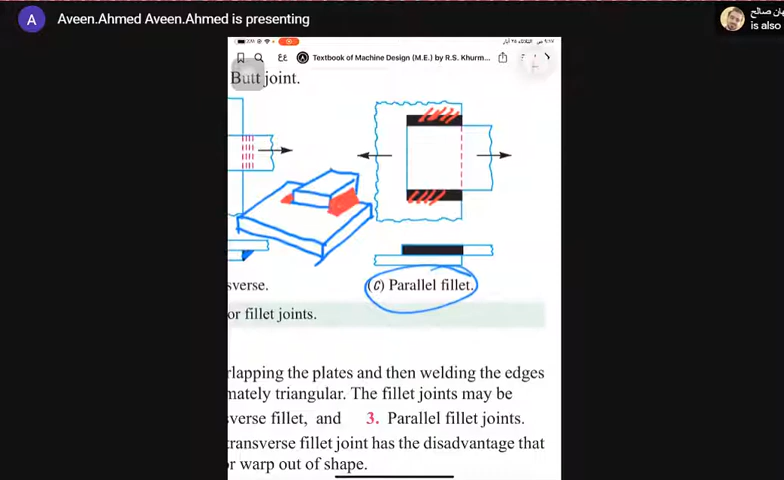 A Aveen.Ahmed Aveen.Ahmed is presenting
is also
Textbook of Machine Design (M.E.) by R.S. Khurm...
Butt joint.
sverse.
(C) Parallel fillet.
or fillet joints.
rlapping the plates and then welding the edges
mately triangular. The fillet joints may be
sverse fillet, and 3. Parallel fillet joints.
transverse fillet joint has the disadvantage that
r warp out of shape.